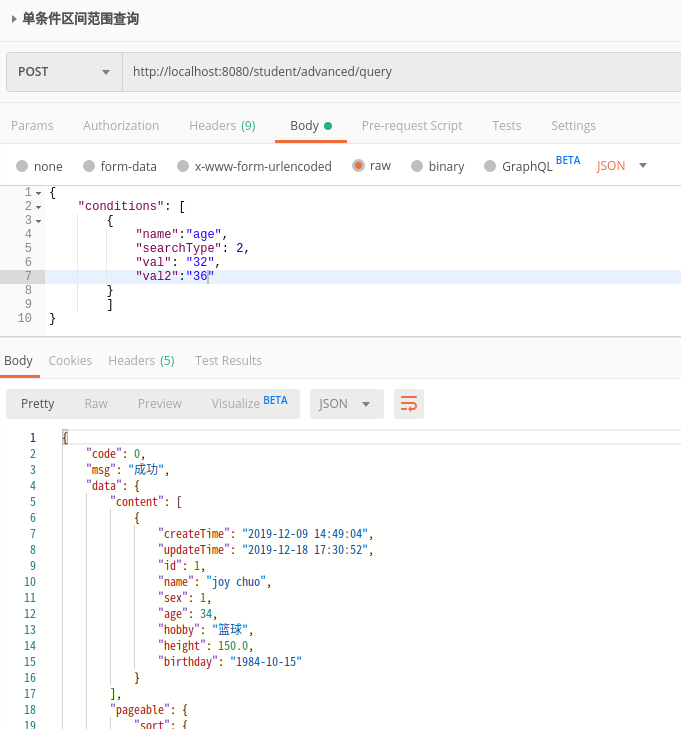 单条件区间范围查询
POST http://localhost:8080/student/advanced/query
Params Authorization Headers (9) Body Pre-request Script Tests Settings
none form-data x-www-form-urlencoded raw binary GraphQL BETA JSON
1 {
2 "conditions": [
3 {
4 "name":"age",
5 "searchType": 2,
6 "val": "32",
7 "val2":"36"
8 }
9 ]
10 }
Body Cookies Headers (5) Test Results
Pretty Raw Preview Visualize BETA JSON
1 {
2 "code": 0,
3 "msg": "成功",
4 "data": {
5 "content": [
6 {
7 "createTime": "2019-12-09 14:49:04",
8 "updateTime": "2019-12-18 17:30:52",
9 "id": 1,
10 "name": "joy chuo",
11 "sex": 1,
12 "age": 34,
13 "hobby": "篮球",
14 "height": 150.0,
15 "birthday": "1984-10-15"
16 }
17 ],
18 "pageable": {
19 "sort": {